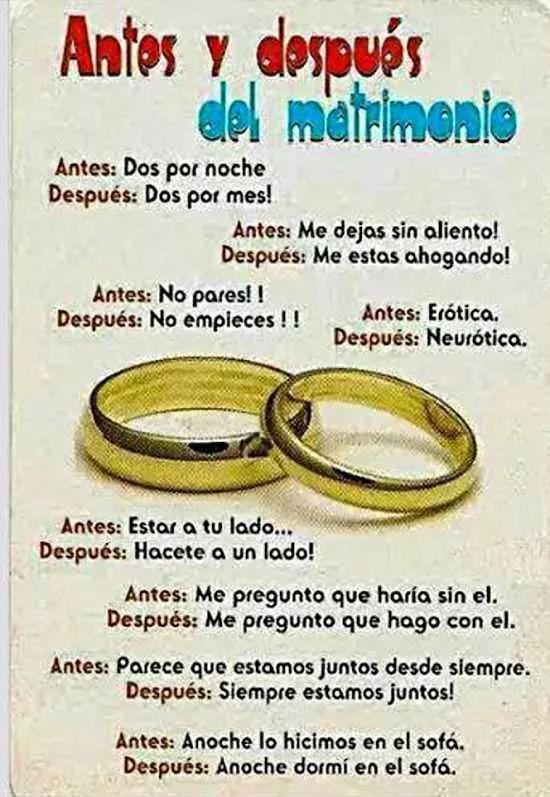 Antes y después
del matrimonio
Antes: Dos por noche
Después: Dos por mes!
Antes: Me dejas sin aliento!
Después: Me estas ahogando!
Antes: No pares! !
Después: No empieces ! !
Antes: Erótica.
Después: Neurótica.
Antes: Estar a tu lado...
Después: Hacete a un lado!
Antes: Me pregunto que haría sin el.
Después: Me pregunto que hago con el.
Antes: Parece que estamos juntos desde siempre.
Después: Siempre estamos juntos!
Antes: Anoche lo hicimos en el sofá.
Después: Anoche dormí en el sofá.